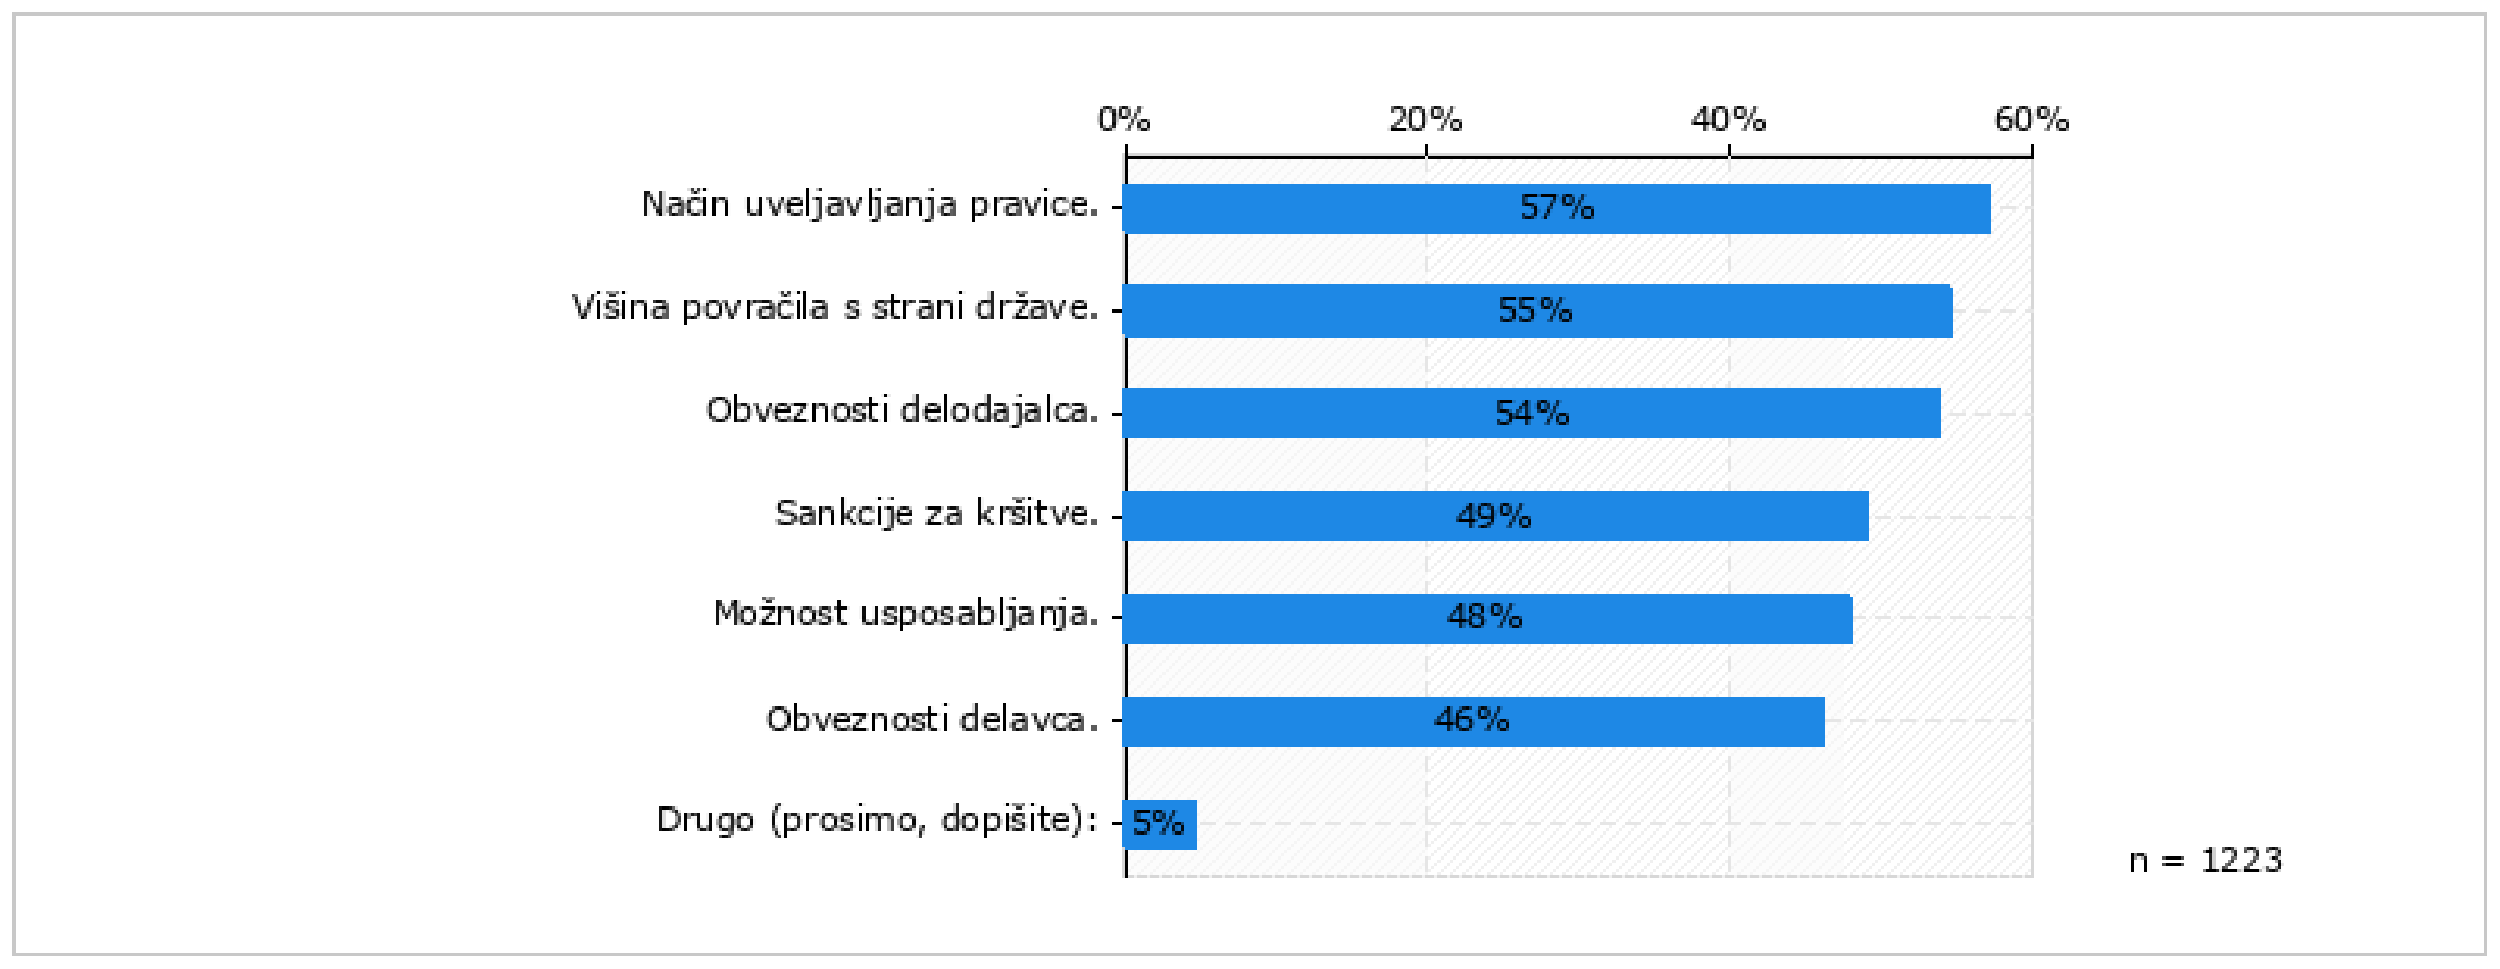 0% 20% 40% 60%
Način uveljavljanja pravice. 57%
Višina povračila s strani države. 55%
Obveznosti delodajalca. 54%
Sankcije za kršitve. 49%
Možnost usposabljanja. 48%
Obveznosti delavca. 46%
Drugo (prosimo, dopišite): 5%
n = 1223